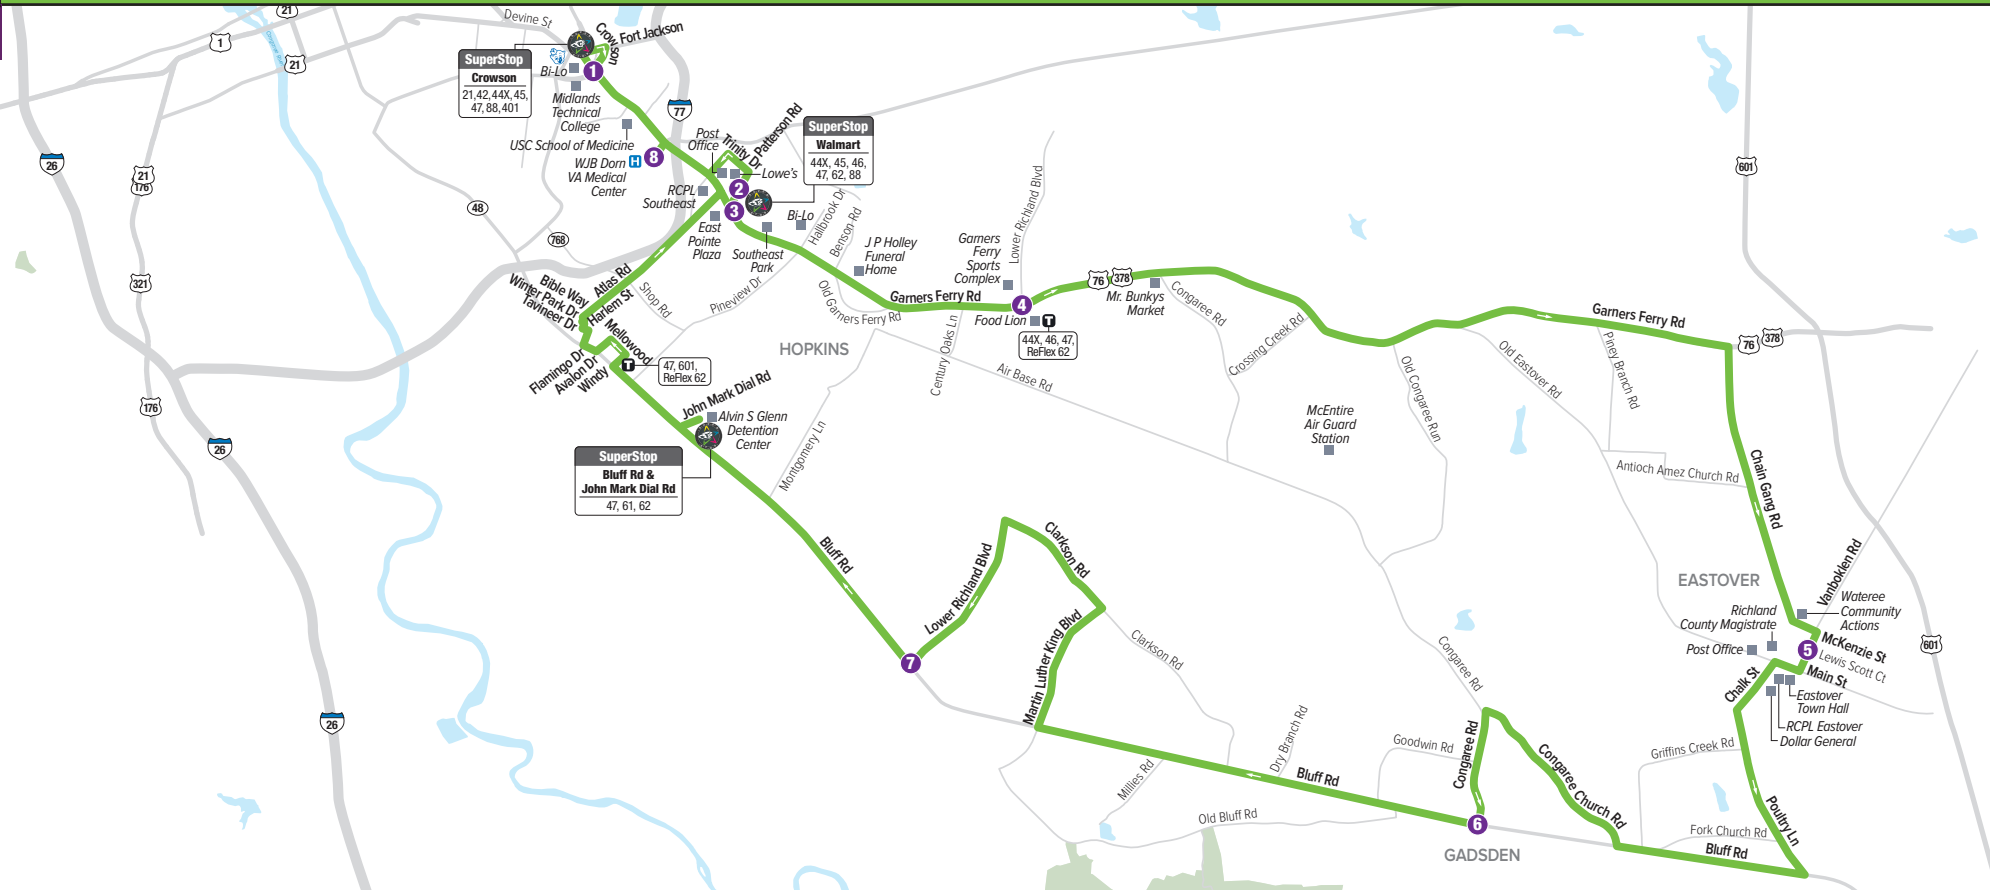 21
1
21
Devine St
Crowson
Fort Jackson
SuperStop
Crowson
21,42,44X,45,
47, 88, 401
Bi-Lo
1
Midlands
Technical
College
USC School of Medicine
WJB Dorn
VA Medical
Center
H
8
77
Post
Office
Trinity Dr
Patterson Rd
Lowe's
SuperStop
Walmart
44X, 45, 46,
47, 62, 88
RCPL
Southeast
2
3
East
Pointe
Plaza
Southeast
Park
Bi-Lo
Hallbrook Dr
Benson Rd
J P Holley
Funeral
Home
Old Garners Ferry Rd
Garners Ferry Rd
Garners
Ferry
Sports
Complex
Lower Richland Blvd
4
Food Lion
T
44X, 46, 47,
ReFlex 62
76
378
Mr. Bunkys
Market
Congaree Rd
Crossing Creek Rd
Century Oaks Ln
Air Base Rd
Old Congaree Run
Old Eastover Rd
Piney Branch Rd
Garners Ferry Rd
76
378
601
26
21
176
48
768
321
176
26
26
Bible Way
Winter Park Dr
Tavineer Dr
Atlas Rd
Harlem St
Mellowood
Flamingo Dr
Avalon Dr
Windy
Shop Rd
Pineview Dr
HOPKINS
T
47, 601,
ReFlex 62
John Mark Dial Rd
Alvin S Glenn
Detention
Center
SuperStop
Bluff Rd &
John Mark Dial Rd
47, 61, 62
Montgomery Ln
McEntire
Air Guard
Station
Antioch Amez Church Rd
Chain Gang Rd
Bluff Rd
Lower Richland Blvd
Clarkson Rd
7
Martin Luther King Blvd
Clarkson Rd
EASTOVER
Vanboklen Rd
Wateree
Community
Actions
Richland
County Magistrate
Post Office
5
McKenzie St
Lewis Scott Ct
Main St
601
Chalk St
Eastover
Town Hall
RCPL Eastover
Dollar General
Congaree Rd
Congaree Rd
Goodwin Rd
Dry Branch Rd
Bluff Rd
Millies Rd
Old Bluff Rd
6
GADSDEN
Congaree Church Rd
Griffins Creek Rd
Fork Church Rd
Poultry Ln
Bluff Rd